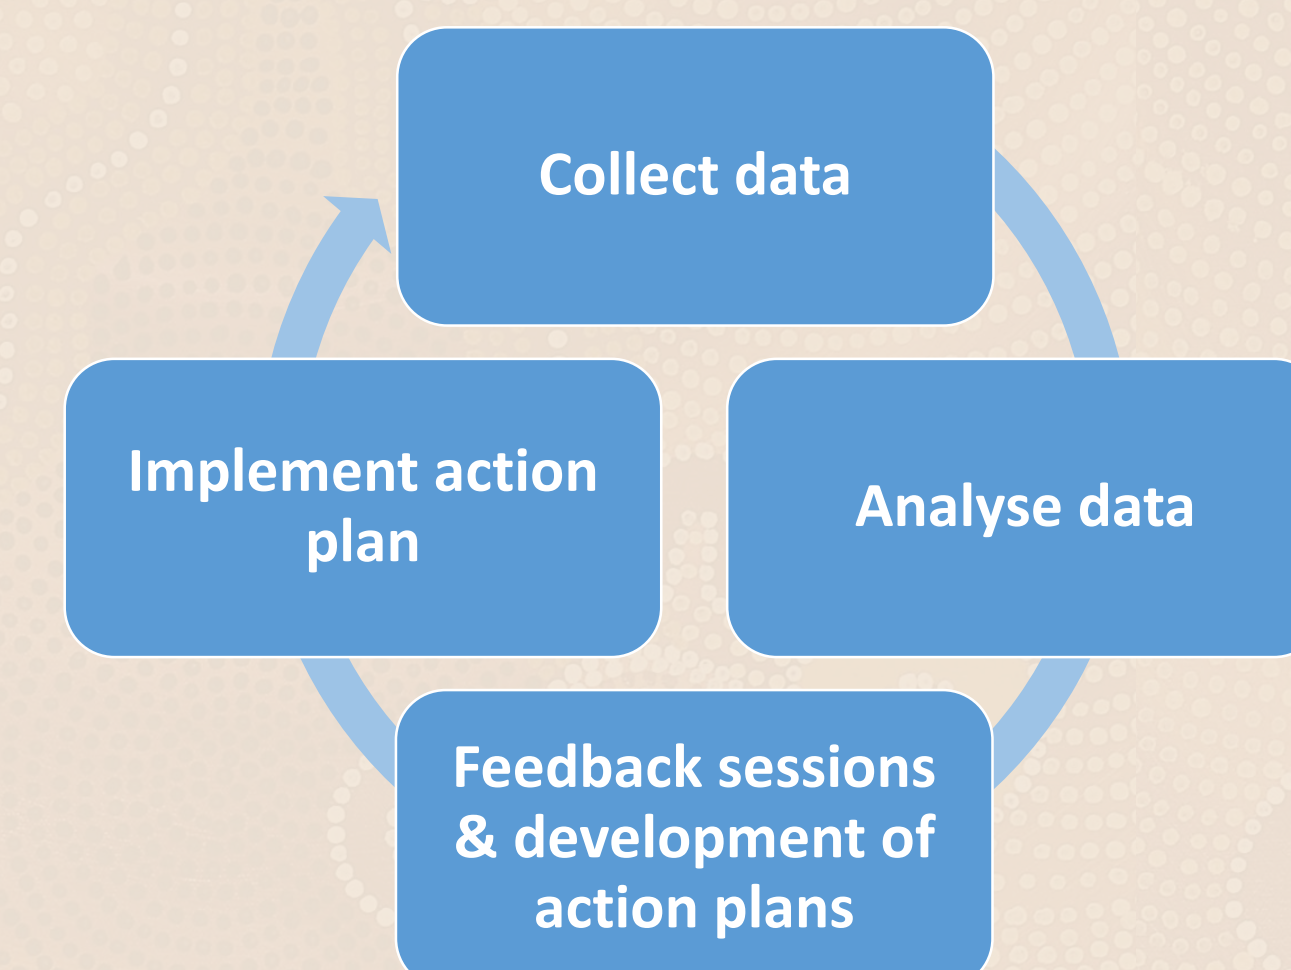 Collect data
Implement action
plan
Analyse data
Feedback sessions
& development of
action plans